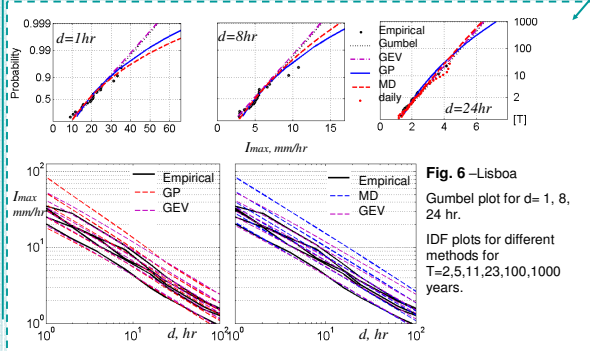 d=1hr
d=8hr
d=24hr
Probability
0.999
0.99
0.9
0.5
0 10 20 30 40 50 60
0 5 10 15
0 2 4 6
1000
100
10
2
[T]
Empirical
Gumbel
GEV
GP
MD
daily
Imax, mm/hr
Imax
mm/hr
10²
10¹
10⁰
Empirical
GP
GEV
10⁰ 10¹ d, hr 10²
Empirical
MD
GEV
10⁰ 10¹ d, hr 10²
Fig. 6 –Lisboa
Gumbel plot for d= 1, 8,
24 hr.
IDF plots for different
methods for
T=2,5,11,23,100,1000
years.